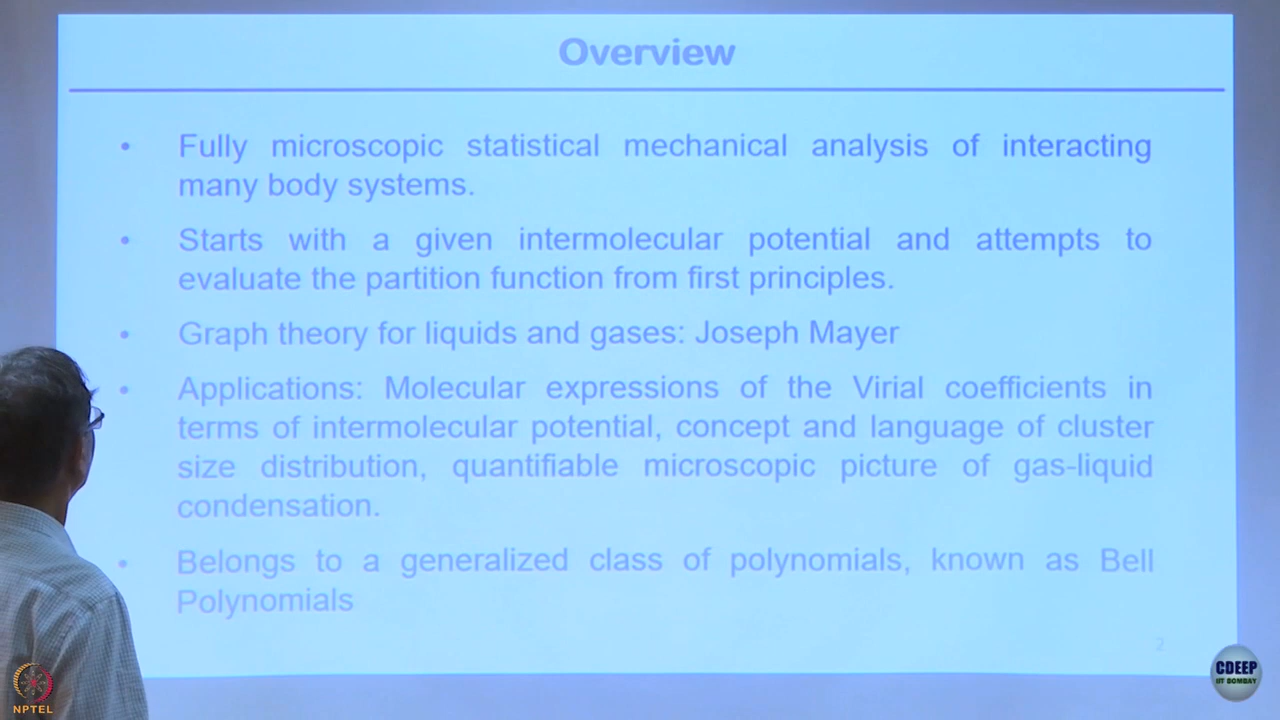 Overview
• Fully microscopic statistical mechanical analysis of interacting
many body systems.
• Starts with a given intermolecular potential and attempts to
evaluate the partition function from first principles.
• Graph theory for liquids and gases: Joseph Mayer
• Applications: Molecular expressions of the Virial coefficients in
terms of intermolecular potential, concept and language of cluster
size distribution, quantifiable microscopic picture of gas-liquid
condensation.
• Belongs to a generalized class of polynomials, known as Bell
Polynomials
2
NPTEL
CDEEP
IIT BOMBAY